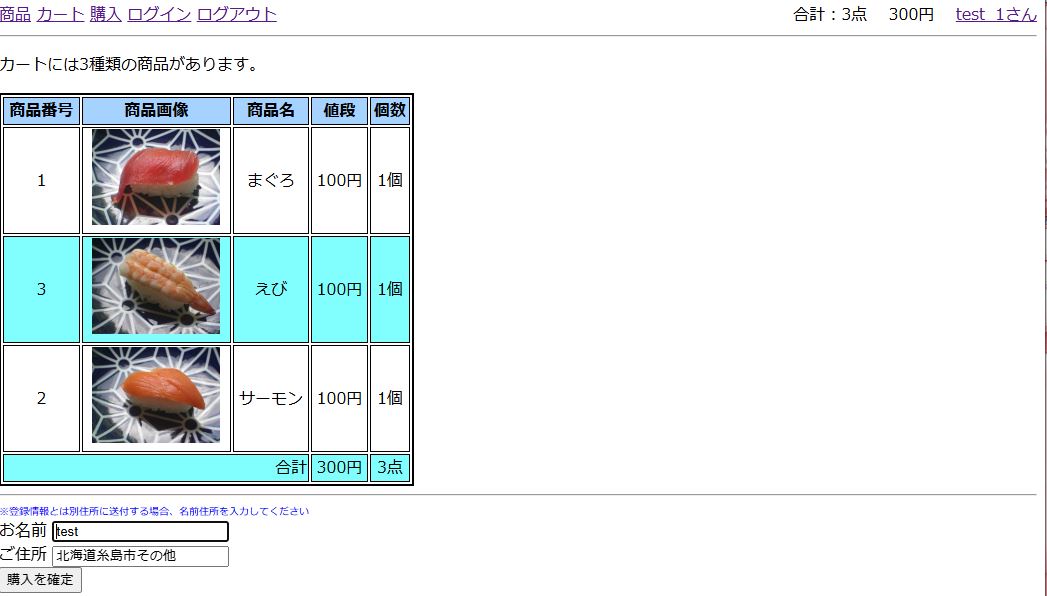 商品 カート 購入 ログイン ログアウト 合計：3点 300円 test_1さん
カートには3種類の商品があります。
商品番号 商品画像 商品名 値段 個数
1 まぐろ 100円 1個
3 えび 100円 1個
2 サーモン 100円 1個
合計 300円 3点
※登録情報とは別住所に送付する場合、名前住所を入力してください
お名前 test
ご住所 北海道糸島市その他
購入を確定